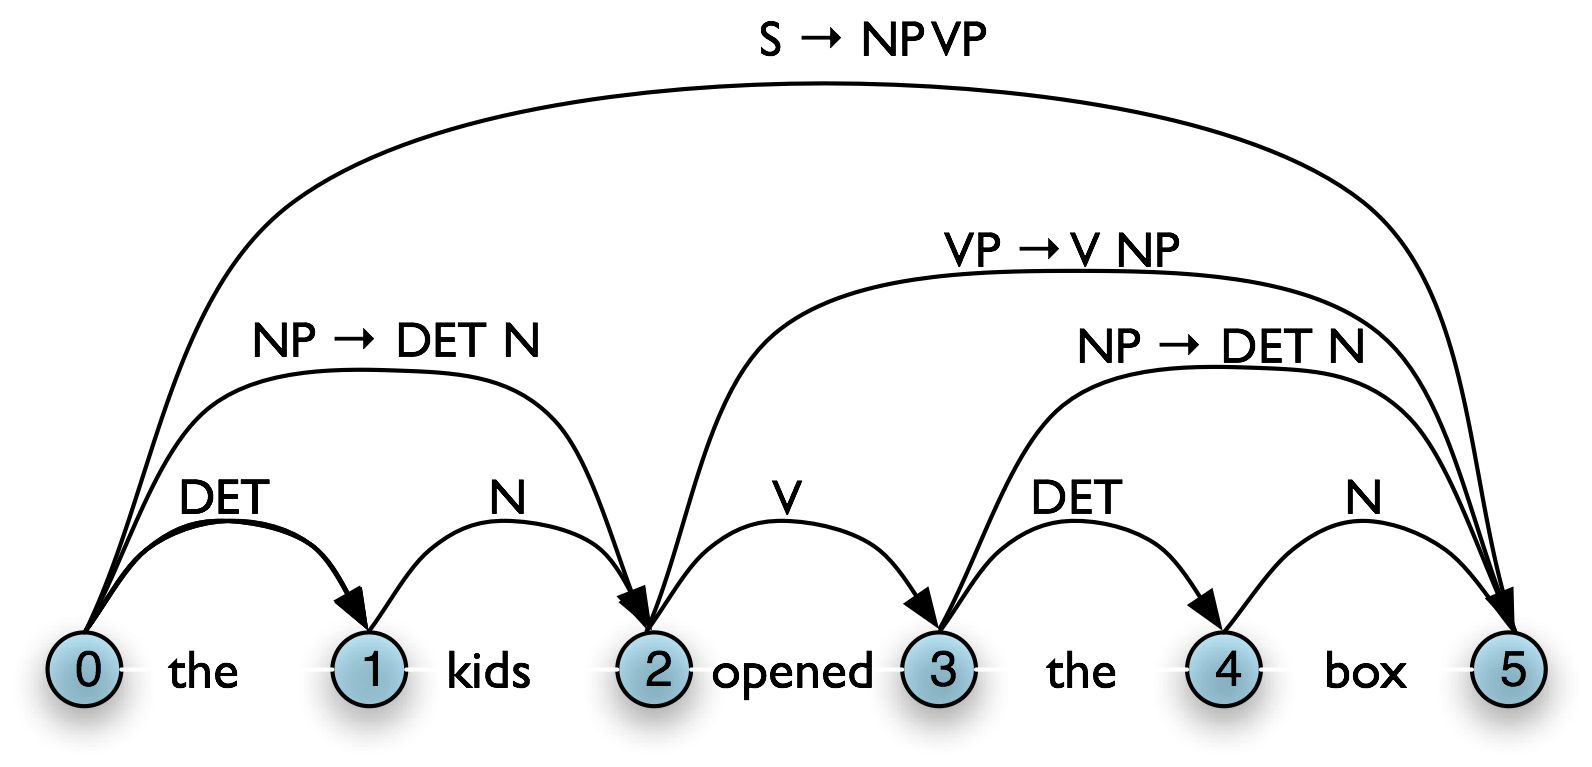 S → NP VP
VP → V NP
NP → DET N
NP → DET N
DET N V DET N
0 the 1 kids 2 opened 3 the 4 box 5